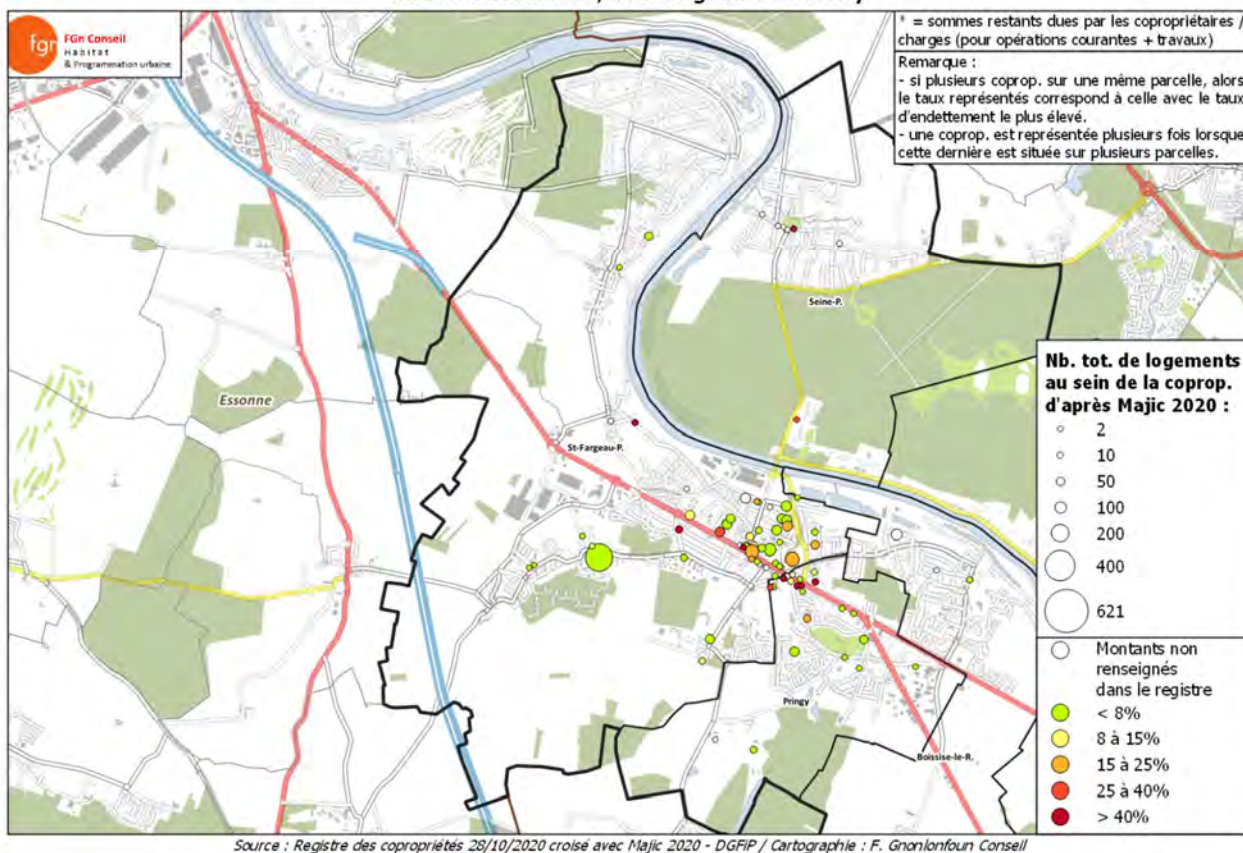 fgn FGn Conseil
Habitat
& Programmation urbaine
* = sommes restants dues par les copropriétaires /
charges (pour opérations courantes + travaux)
Remarque :
- si plusieurs coprop. sur une même parcelle, alors
le taux représentés correspond à celle avec le taux
d'endettement le plus élevé.
- une coprop. est représentée plusieurs fois lorsque
cette dernière est située sur plusieurs parcelles.
Seine-P.
Essonne
St-Fargeau-P.
Pringy
Boissise-le-R.
Nb. tot. de logements
au sein de la coprop.
d'après Majic 2020 :
2
10
50
100
200
400
621
Montants non
renseignés
dans le registre
< 8%
8 à 15%
15 à 25%
25 à 40%
> 40%
Source : Registre des copropriétés 28/10/2020 croisé avec Majic 2020 - DGFiP / Cartographie : F. Gnonlonfoun Conseil